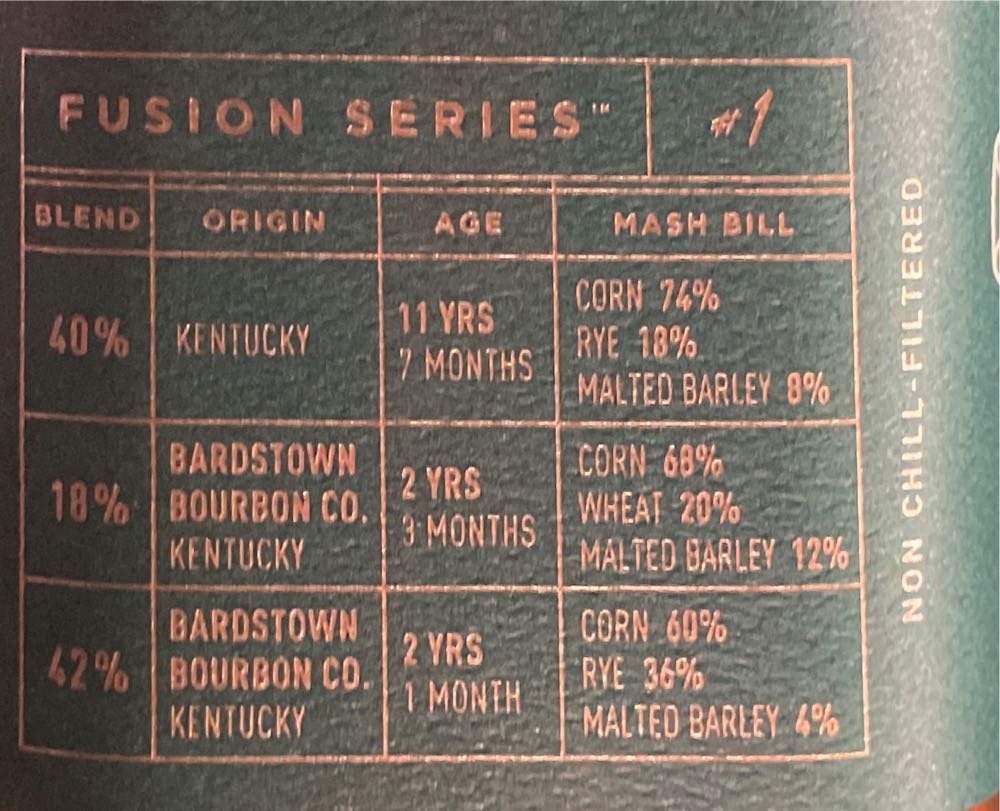 FUSION SERIES™ #1
BLEND ORIGIN AGE MASH BILL
40% KENTUCKY 11 YRS 7 MONTHS CORN 74% RYE 18% MALTED BARLEY 8%
18% BARDSTOWN BOURBON CO. KENTUCKY 2 YRS 3 MONTHS CORN 68% WHEAT 20% MALTED BARLEY 12%
42% BARDSTOWN BOURBON CO. KENTUCKY 2 YRS 1 MONTH CORN 60% RYE 36% MALTED BARLEY 4%
NON CHILL-FILTERED